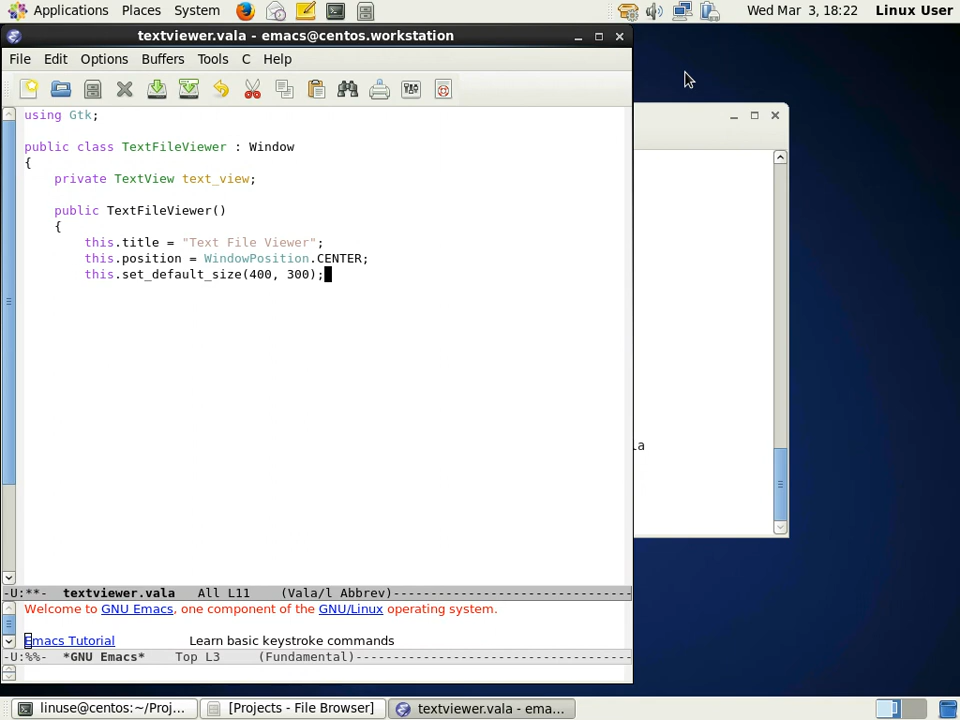 Applications Places System Wed Mar 3, 18:22 Linux User
textviewer.vala - emacs@centos.workstation
File Edit Options Buffers Tools C Help
using Gtk;
public class TextFileViewer : Window
{
    private TextView text_view;
    public TextFileViewer()
    {
        this.title = "Text File Viewer";
        this.position = WindowPosition.CENTER;
        this.set_default_size(400, 300);
la
-U:**- textviewer.vala All L11 (Vala/l Abbrev)--------------------------------
Welcome to GNU Emacs, one component of the GNU/Linux operating system.
Emacs Tutorial Learn basic keystroke commands
-U:%%- *GNU Emacs* Top L3 (Fundamental)-------------------------------------
linuse@centos:~/Proj... [Projects - File Browser] textviewer.vala - ema...